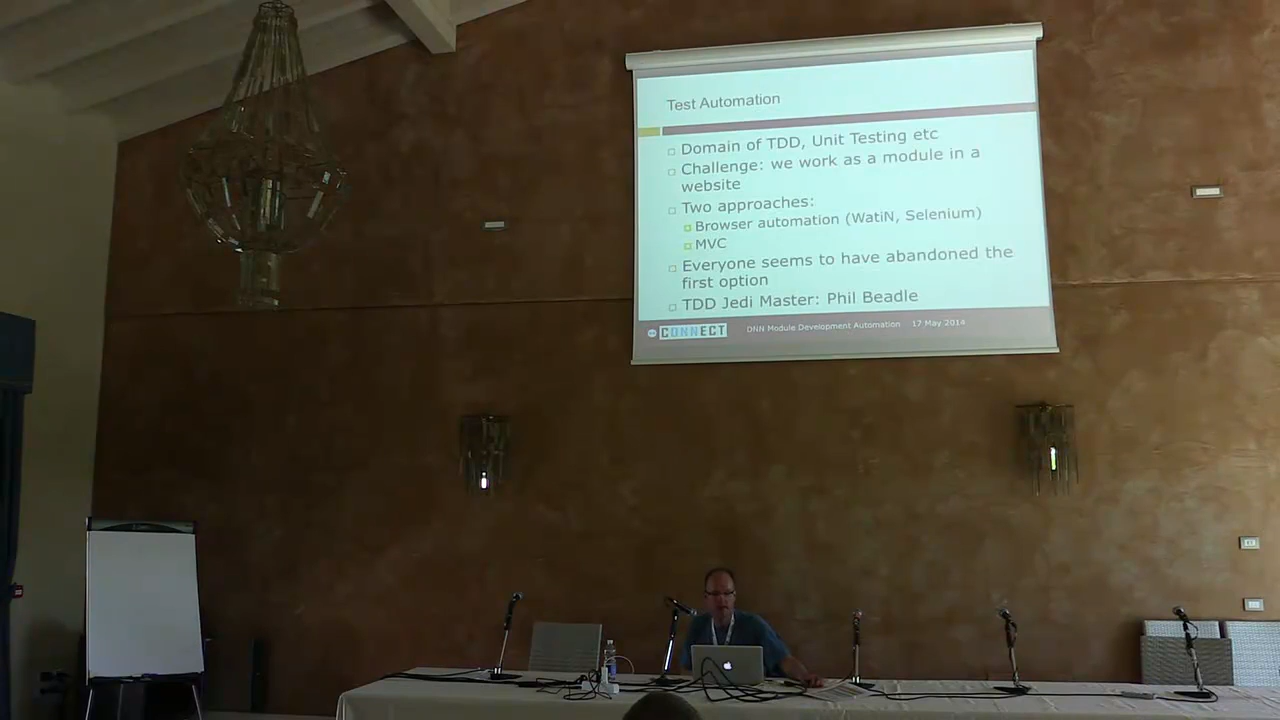 Test Automation
Domain of TDD, Unit Testing etc
Challenge: we work as a module in a
website
Two approaches:
Browser automation (WatiN, Selenium)
MVC
Everyone seems to have abandoned the
first option
TDD Jedi Master: Phil Beadle
CONNECT DNN Module Development Automation 17 May 2014